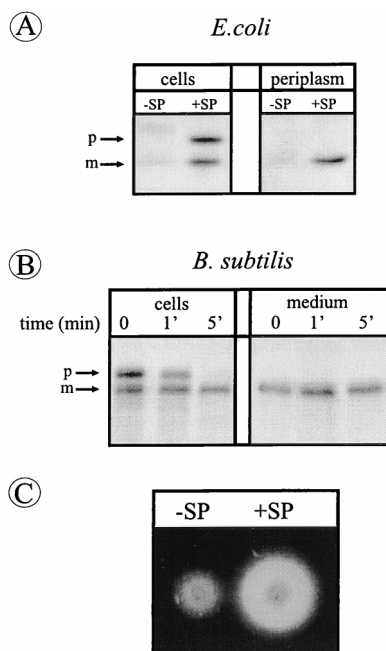 A
E.coli
cells periplasm
-SP +SP -SP +SP
p
m
B
B. subtilis
cells medium
time (min) 0 1' 5' 0 1' 5'
p
m
C
-SP +SP